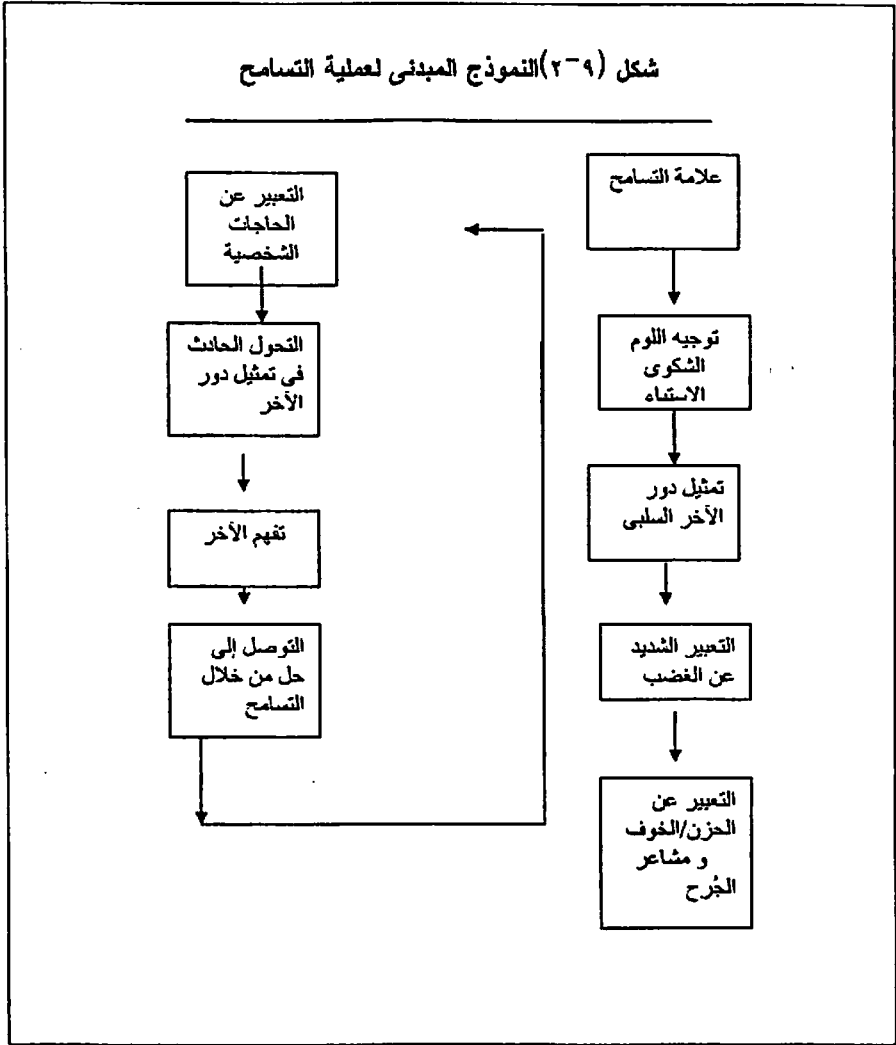 شكل (٩-٢)النموذج المبدئى لعملية التسامح
علامة التسامح
توجيه اللوم
الشكوى
الاستياء
تمثيل دور
الآخر السلبى
التعبير الشديد
عن الغضب
التعبير عن
الحزن/الخوف
و مشاعر
الجُرح
التعبير عن
الحاجات
الشخصية
التحول الحادث
فى تمثيل دور
الآخر
تفهم الآخر
التوصل إلى
حل من خلال
التسامح